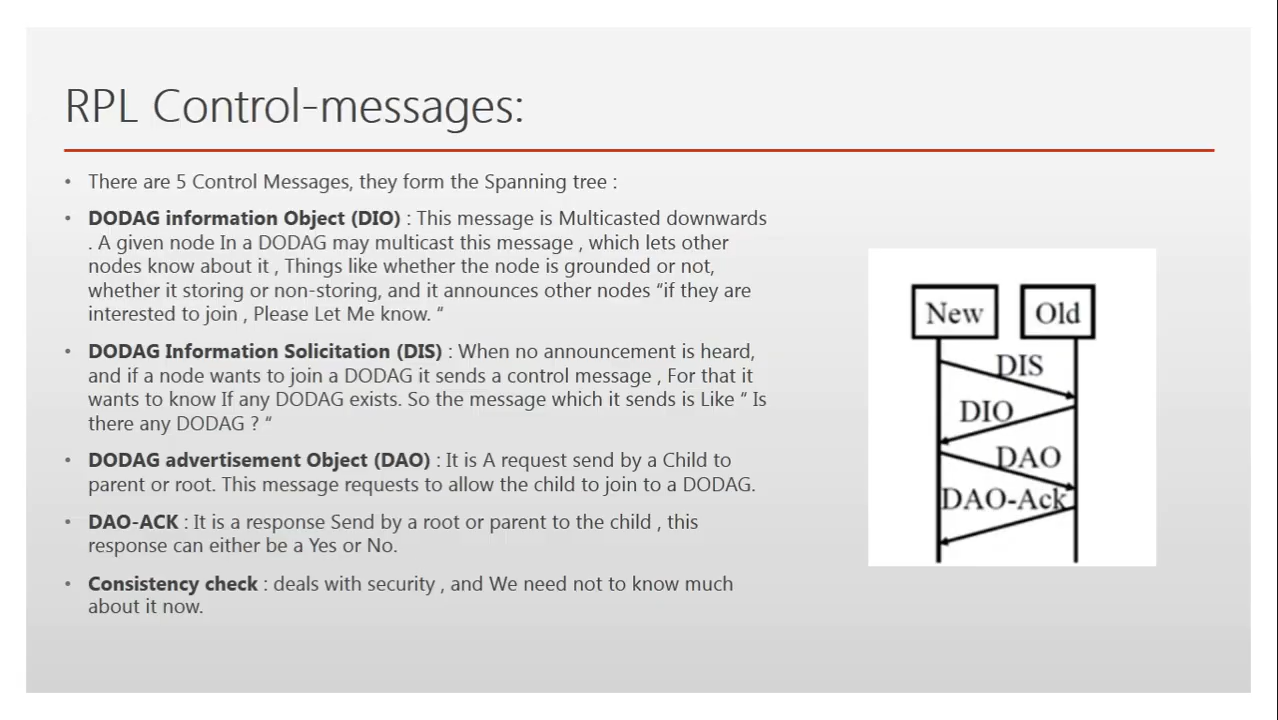 RPL Control-messages:
• There are 5 Control Messages, they form the Spanning tree :
• DODAG information Object (DIO) : This message is Multicasted downwards
. A given node In a DODAG may multicast this message , which lets other
nodes know about it , Things like whether the node is grounded or not,
whether it storing or non-storing, and it announces other nodes “if they are
interested to join , Please Let Me know. “
• DODAG Information Solicitation (DIS) : When no announcement is heard,
and if a node wants to join a DODAG it sends a control message , For that it
wants to know If any DODAG exists. So the message which it sends is Like “ Is
there any DODAG ? “
• DODAG advertisement Object (DAO) : It is A request send by a Child to
parent or root. This message requests to allow the child to join to a DODAG.
• DAO-ACK : It is a response Send by a root or parent to the child , this
response can either be a Yes or No.
• Consistency check : deals with security , and We need not to know much
about it now.
New
Old
DIS
DIO
DAO
DAO-Ack